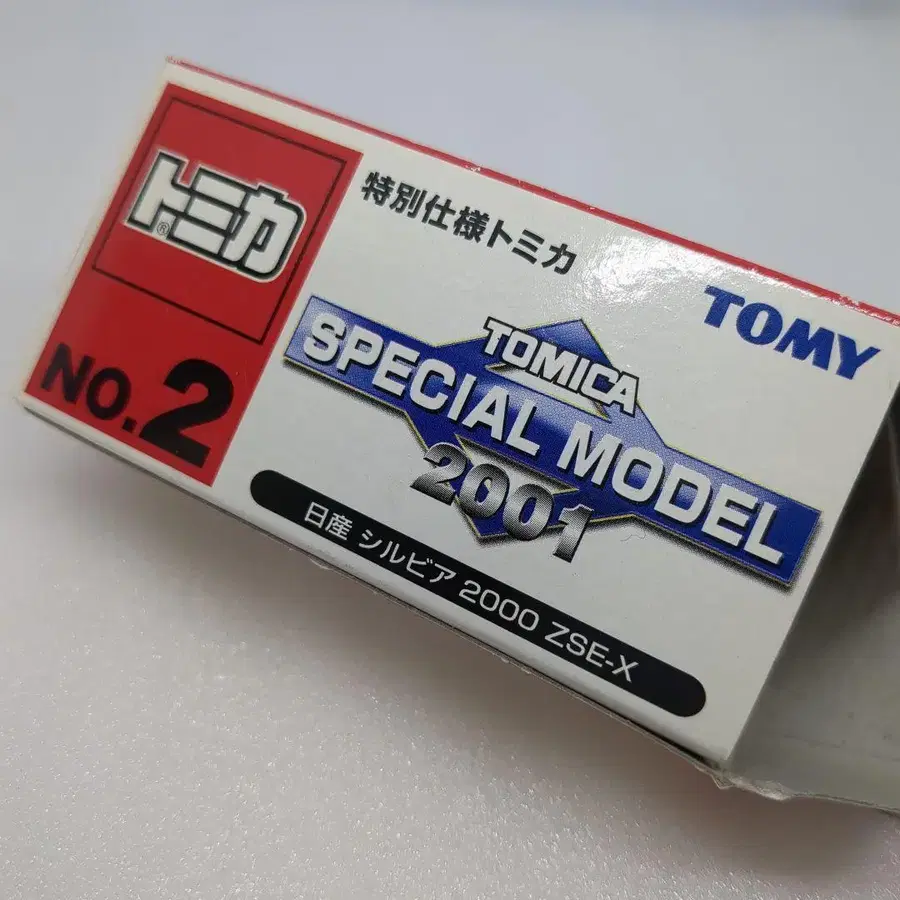 トミカ®
No.2
特別仕様トミカ
TOMY
TOMICA
SPECIAL MODEL
2001
日産 シルビア 2000 ZSE-X